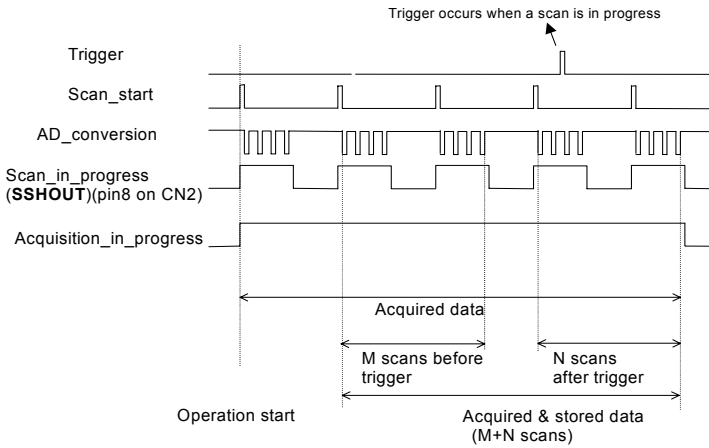 Trigger occurs when a scan is in progress
Trigger
Scan_start
AD_conversion
Scan_in_progress
(SSHOUT)(pin8 on CN2)
Acquisition_in_progress
Acquired data
M scans before
trigger
N scans
after trigger
Operation start
Acquired & stored data
(M+N scans)